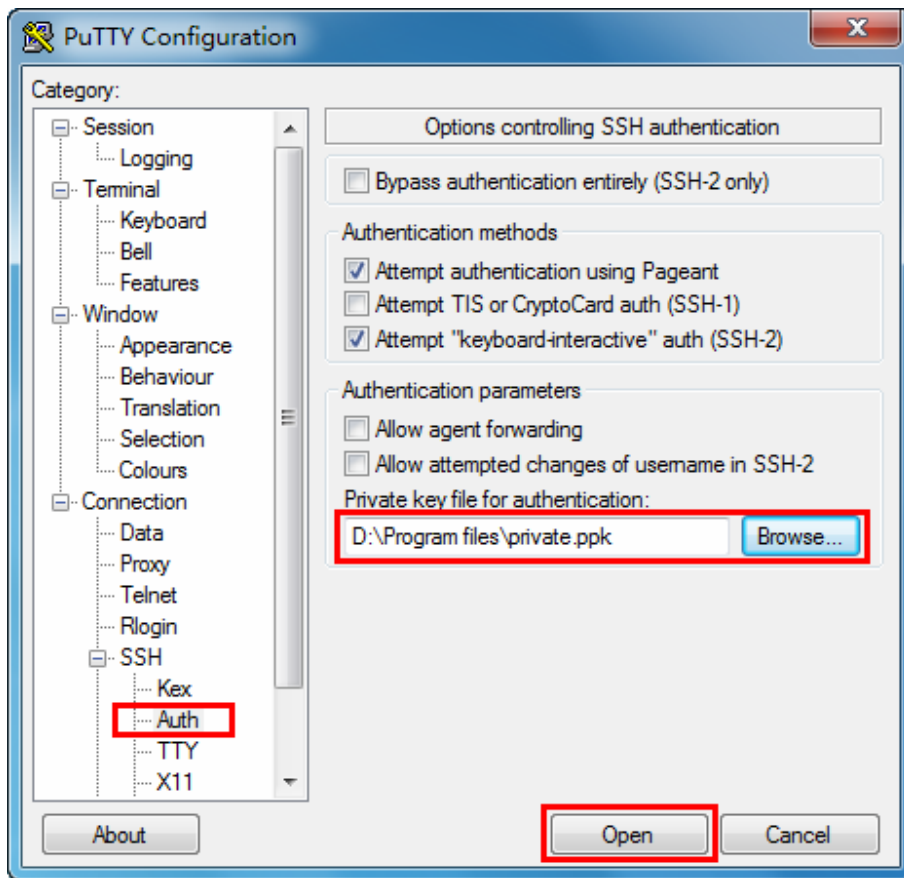 PuTTY Configuration
Category:
Session
Logging
Terminal
Keyboard
Bell
Features
Window
Appearance
Behaviour
Translation
Selection
Colours
Connection
Data
Proxy
Telnet
Rlogin
SSH
Kex
Auth
TTY
X11
Options controlling SSH authentication
Bypass authentication entirely (SSH-2 only)
Authentication methods
Attempt authentication using Pageant
Attempt TIS or CryptoCard auth (SSH-1)
Attempt "keyboard-interactive" auth (SSH-2)
Authentication parameters
Allow agent forwarding
Allow attempted changes of username in SSH-2
Private key file for authentication:
D:\Program files\private.ppk Browse...
About Open Cancel